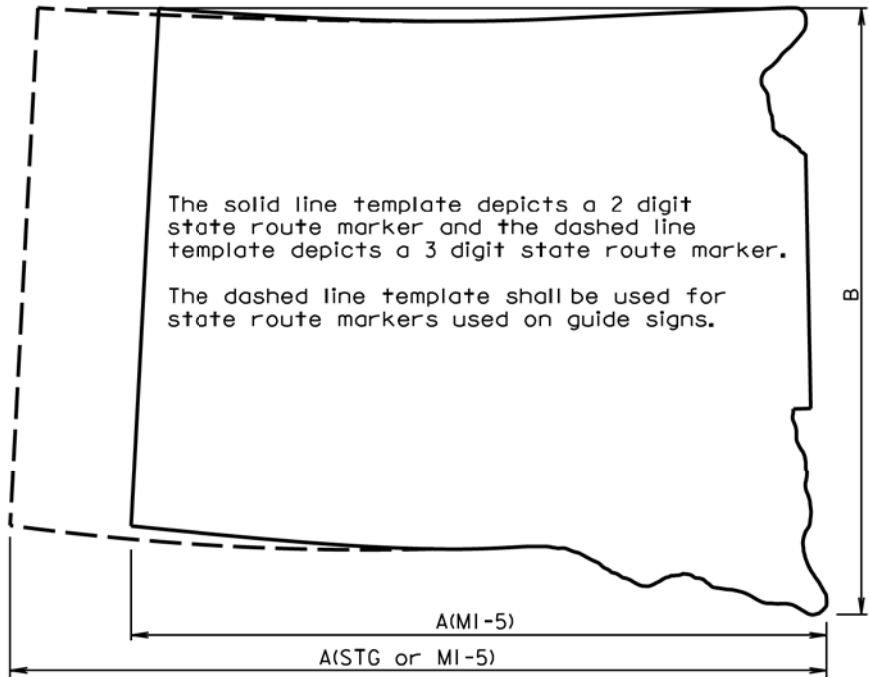 The solid line template depicts a 2 digit
state route marker and the dashed line
template depicts a 3 digit state route marker.
The dashed line template shall be used for
state route markers used on guide signs.
B
A(MI-5)
A(STG or MI-5)